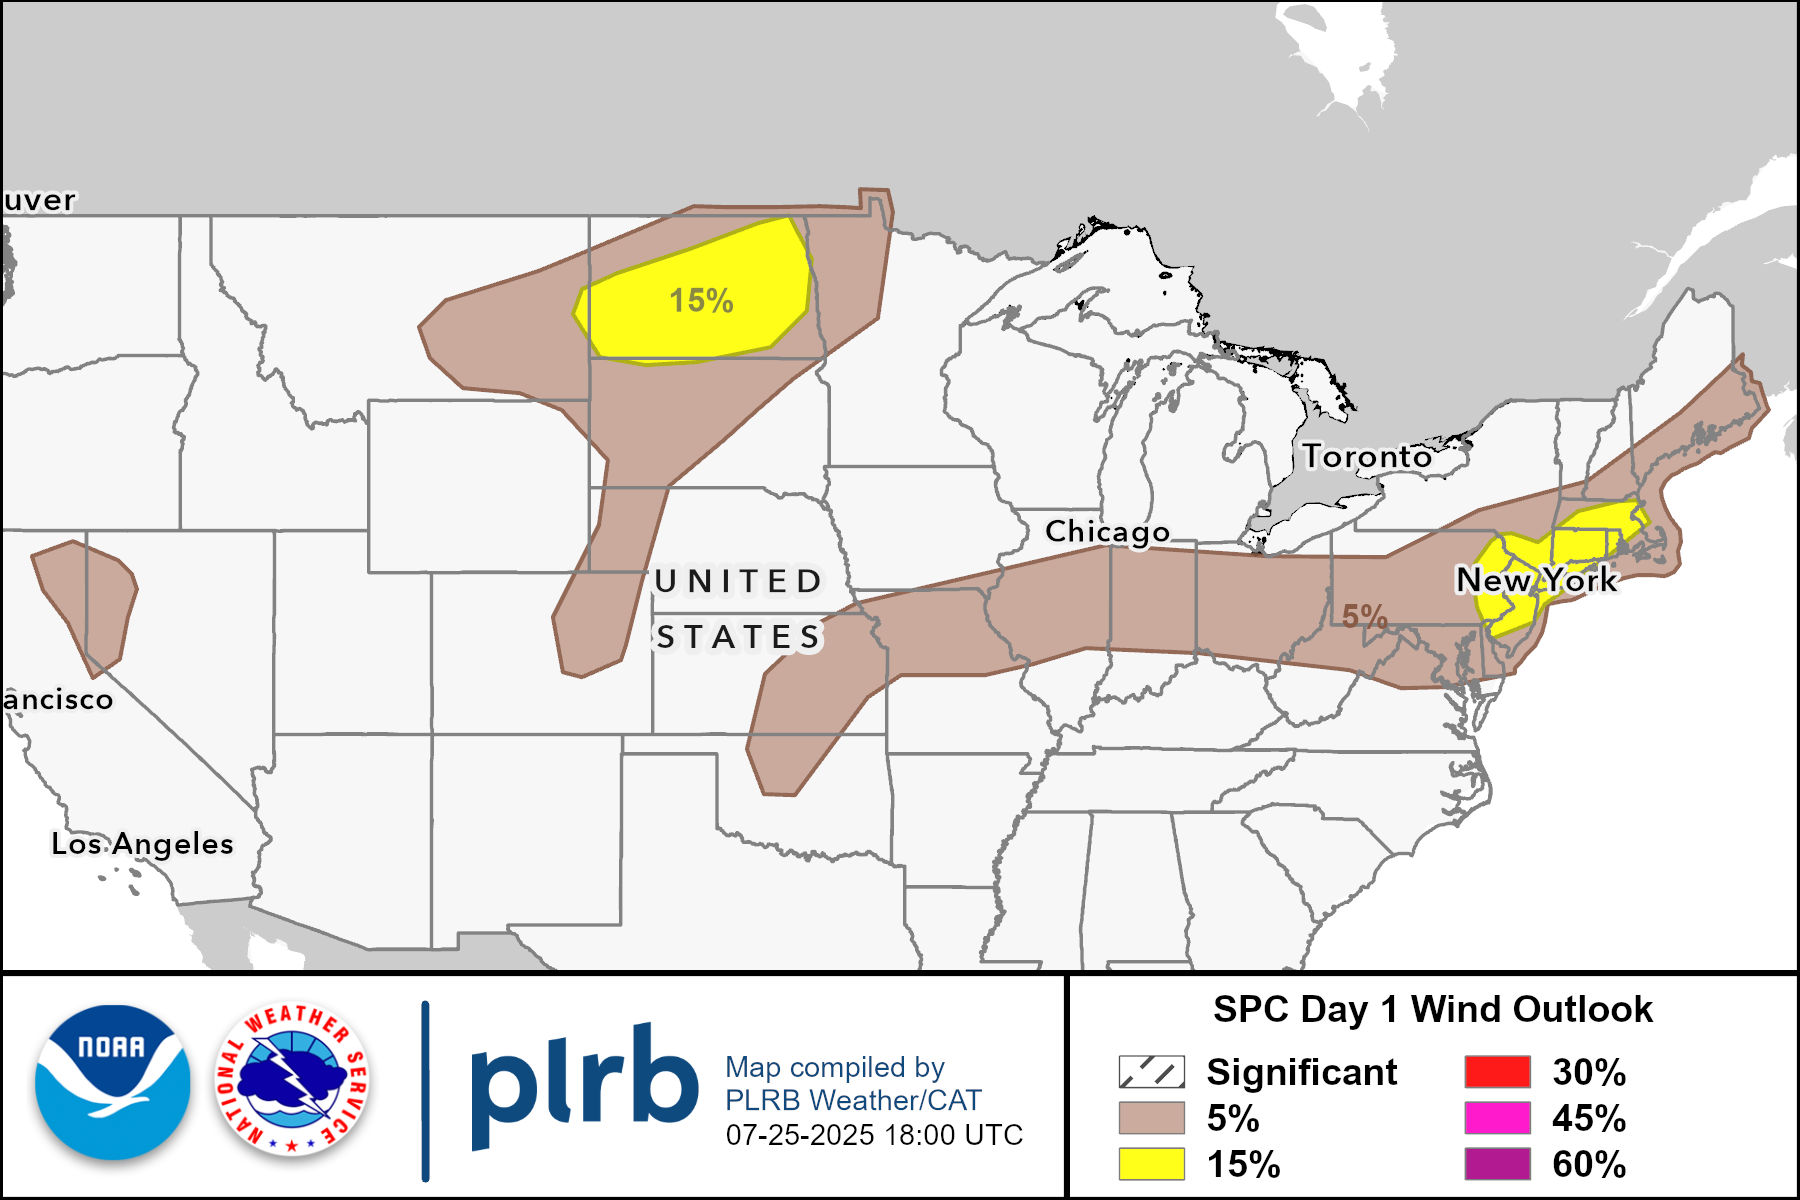 uver
15%
Toronto
Chicago
UNITED
New York
5%
STATES
ancisco
Los Angeles
NOAA
NATIONAL WEATHER SERVICE
plrb
Map compiled by
PLRB Weather/CAT
07-25-2025 18:00 UTC
SPC Day 1 Wind Outlook
Significant
5%
15%
30%
45%
60%